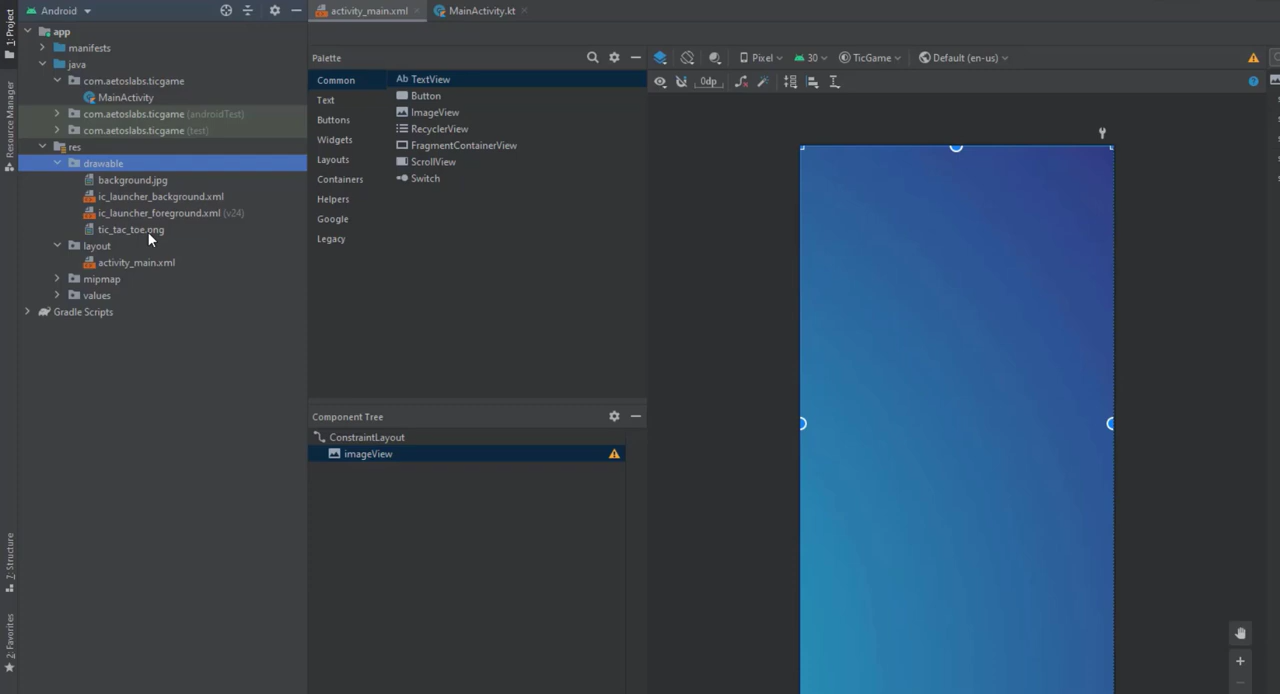 Android
activity_main.xml
MainActivity.kt
1: Project
Resource Manager
7: Structure
2: Favorites
app
manifests
java
com.aetoslabs.ticgame
MainActivity
com.aetoslabs.ticgame (androidTest)
com.aetoslabs.ticgame (test)
res
drawable
background.jpg
ic_launcher_background.xml
ic_launcher_foreground.xml (v24)
tic_tac_toe.png
layout
activity_main.xml
mipmap
values
Gradle Scripts
Palette
Common
Text
Buttons
Widgets
Layouts
Containers
Helpers
Google
Legacy
Ab TextView
Button
ImageView
RecyclerView
FragmentContainerView
ScrollView
Switch
Component Tree
ConstraintLayout
imageView
Pixel
30
TicGame
Default (en-us)
0dp